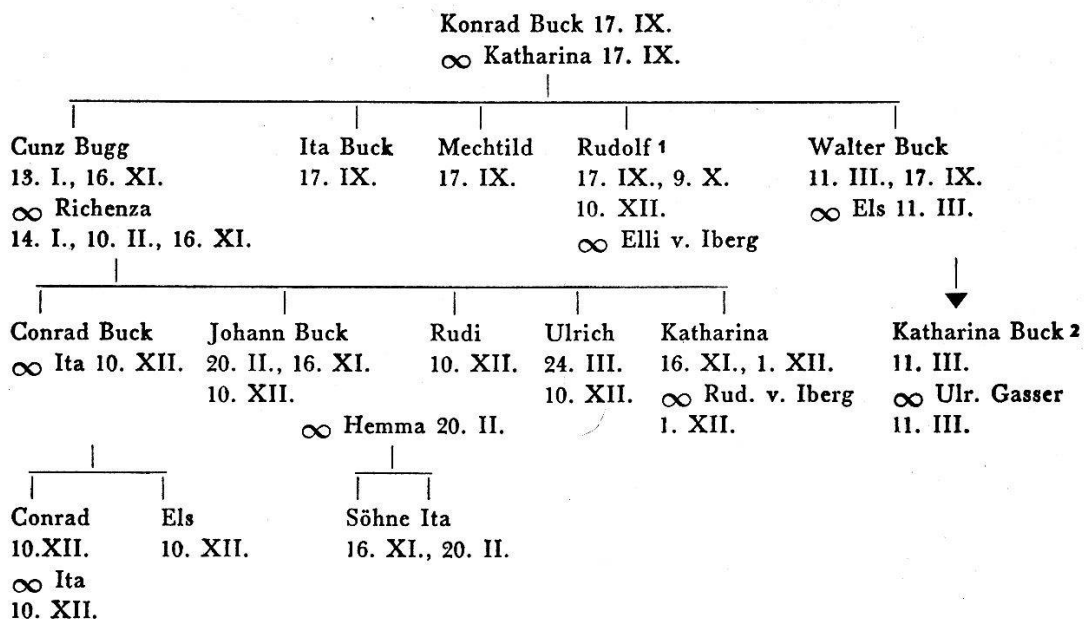 Konrad Buck 17. IX.
∞ Katharina 17. IX.
Cunz Bugg
13. I., 16. XI.
∞ Richenza
14. I., 10. II., 16. XI.
Ita Buck
17. IX.
Mechtild
17. IX.
Rudolf 1
17. IX., 9. X.
10. XII.
∞ Elli v. Iberg
Walter Buck
11. III., 17. IX.
∞ Els 11. III.
Conrad Buck
∞ Ita 10. XII.
Johann Buck
20. II., 16. XI.
10. XII.
∞ Hemma 20. II.
Rudi
10. XII.
Ulrich
24. III.
10. XII.
Katharina
16. XI., 1. XII.
∞ Rud. v. Iberg
1. XII.
Katharina Buck 2
11. III.
∞ Ulr. Gasser
11. III.
Conrad
10.XII.
∞ Ita
10. XII.
Els
10. XII.
Söhne Ita
16. XI., 20. II.